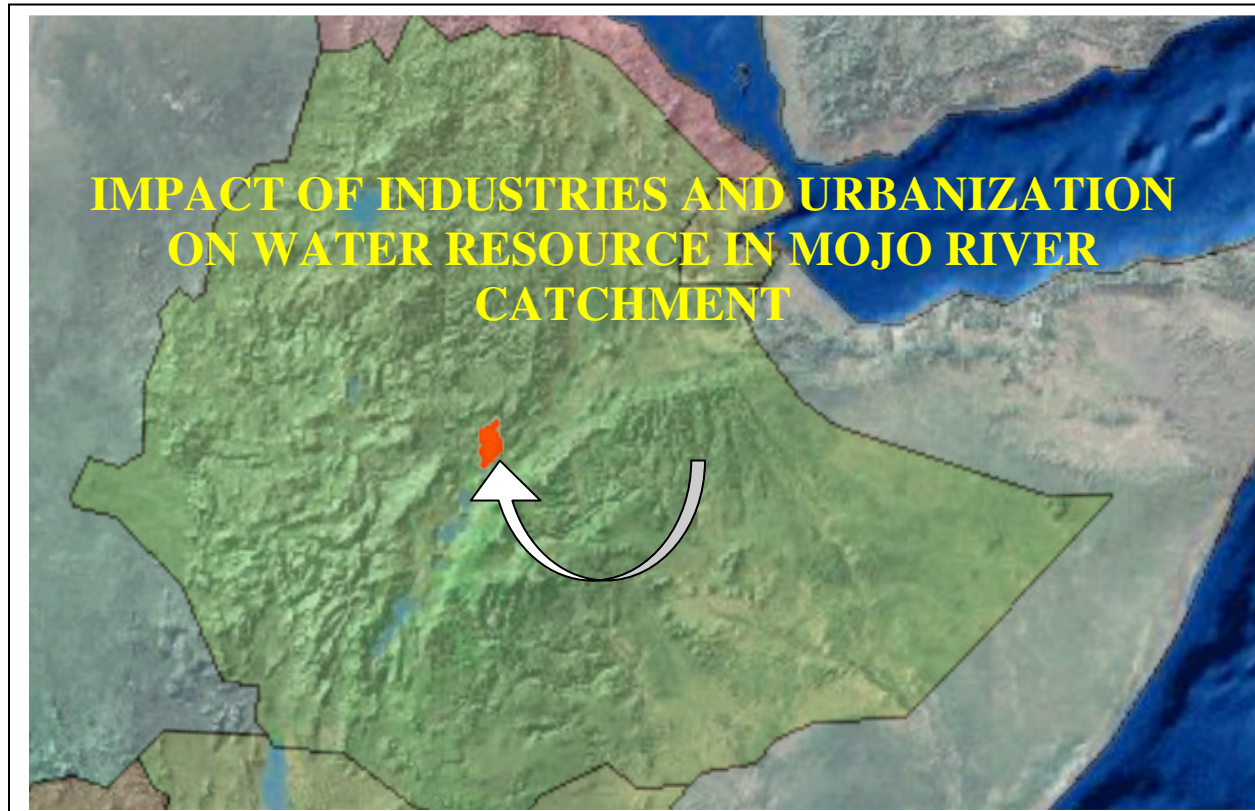 IMPACT OF INDUSTRIES AND URBANIZATION
ON WATER RESOURCE IN MOJO RIVER
CATCHMENT